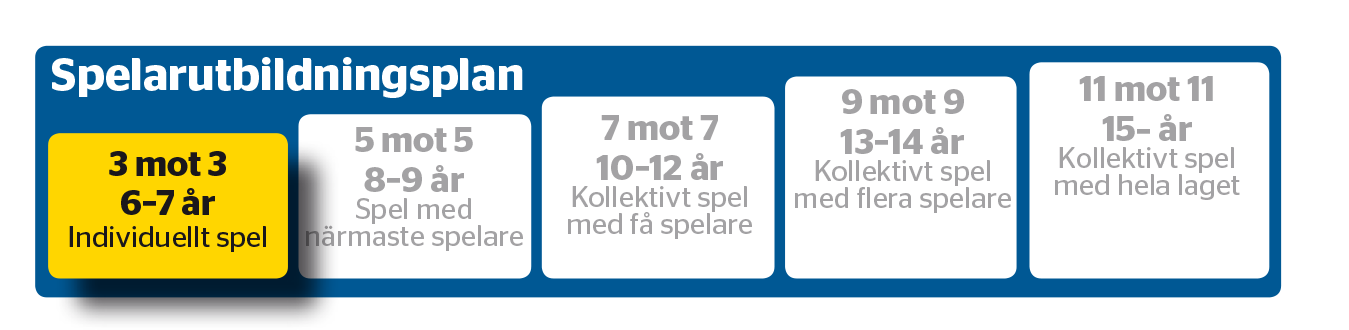 Spelarutbildningsplan
3 mot 3
6–7 år
Individuellt spel
5 mot 5
8–9 år
Spel med
närmaste spelare
7 mot 7
10–12 år
Kollektivt spel
med få spelare
9 mot 9
13–14 år
Kollektivt spel
med flera spelare
11 mot 11
15– år
Kollektivt spel
med hela laget